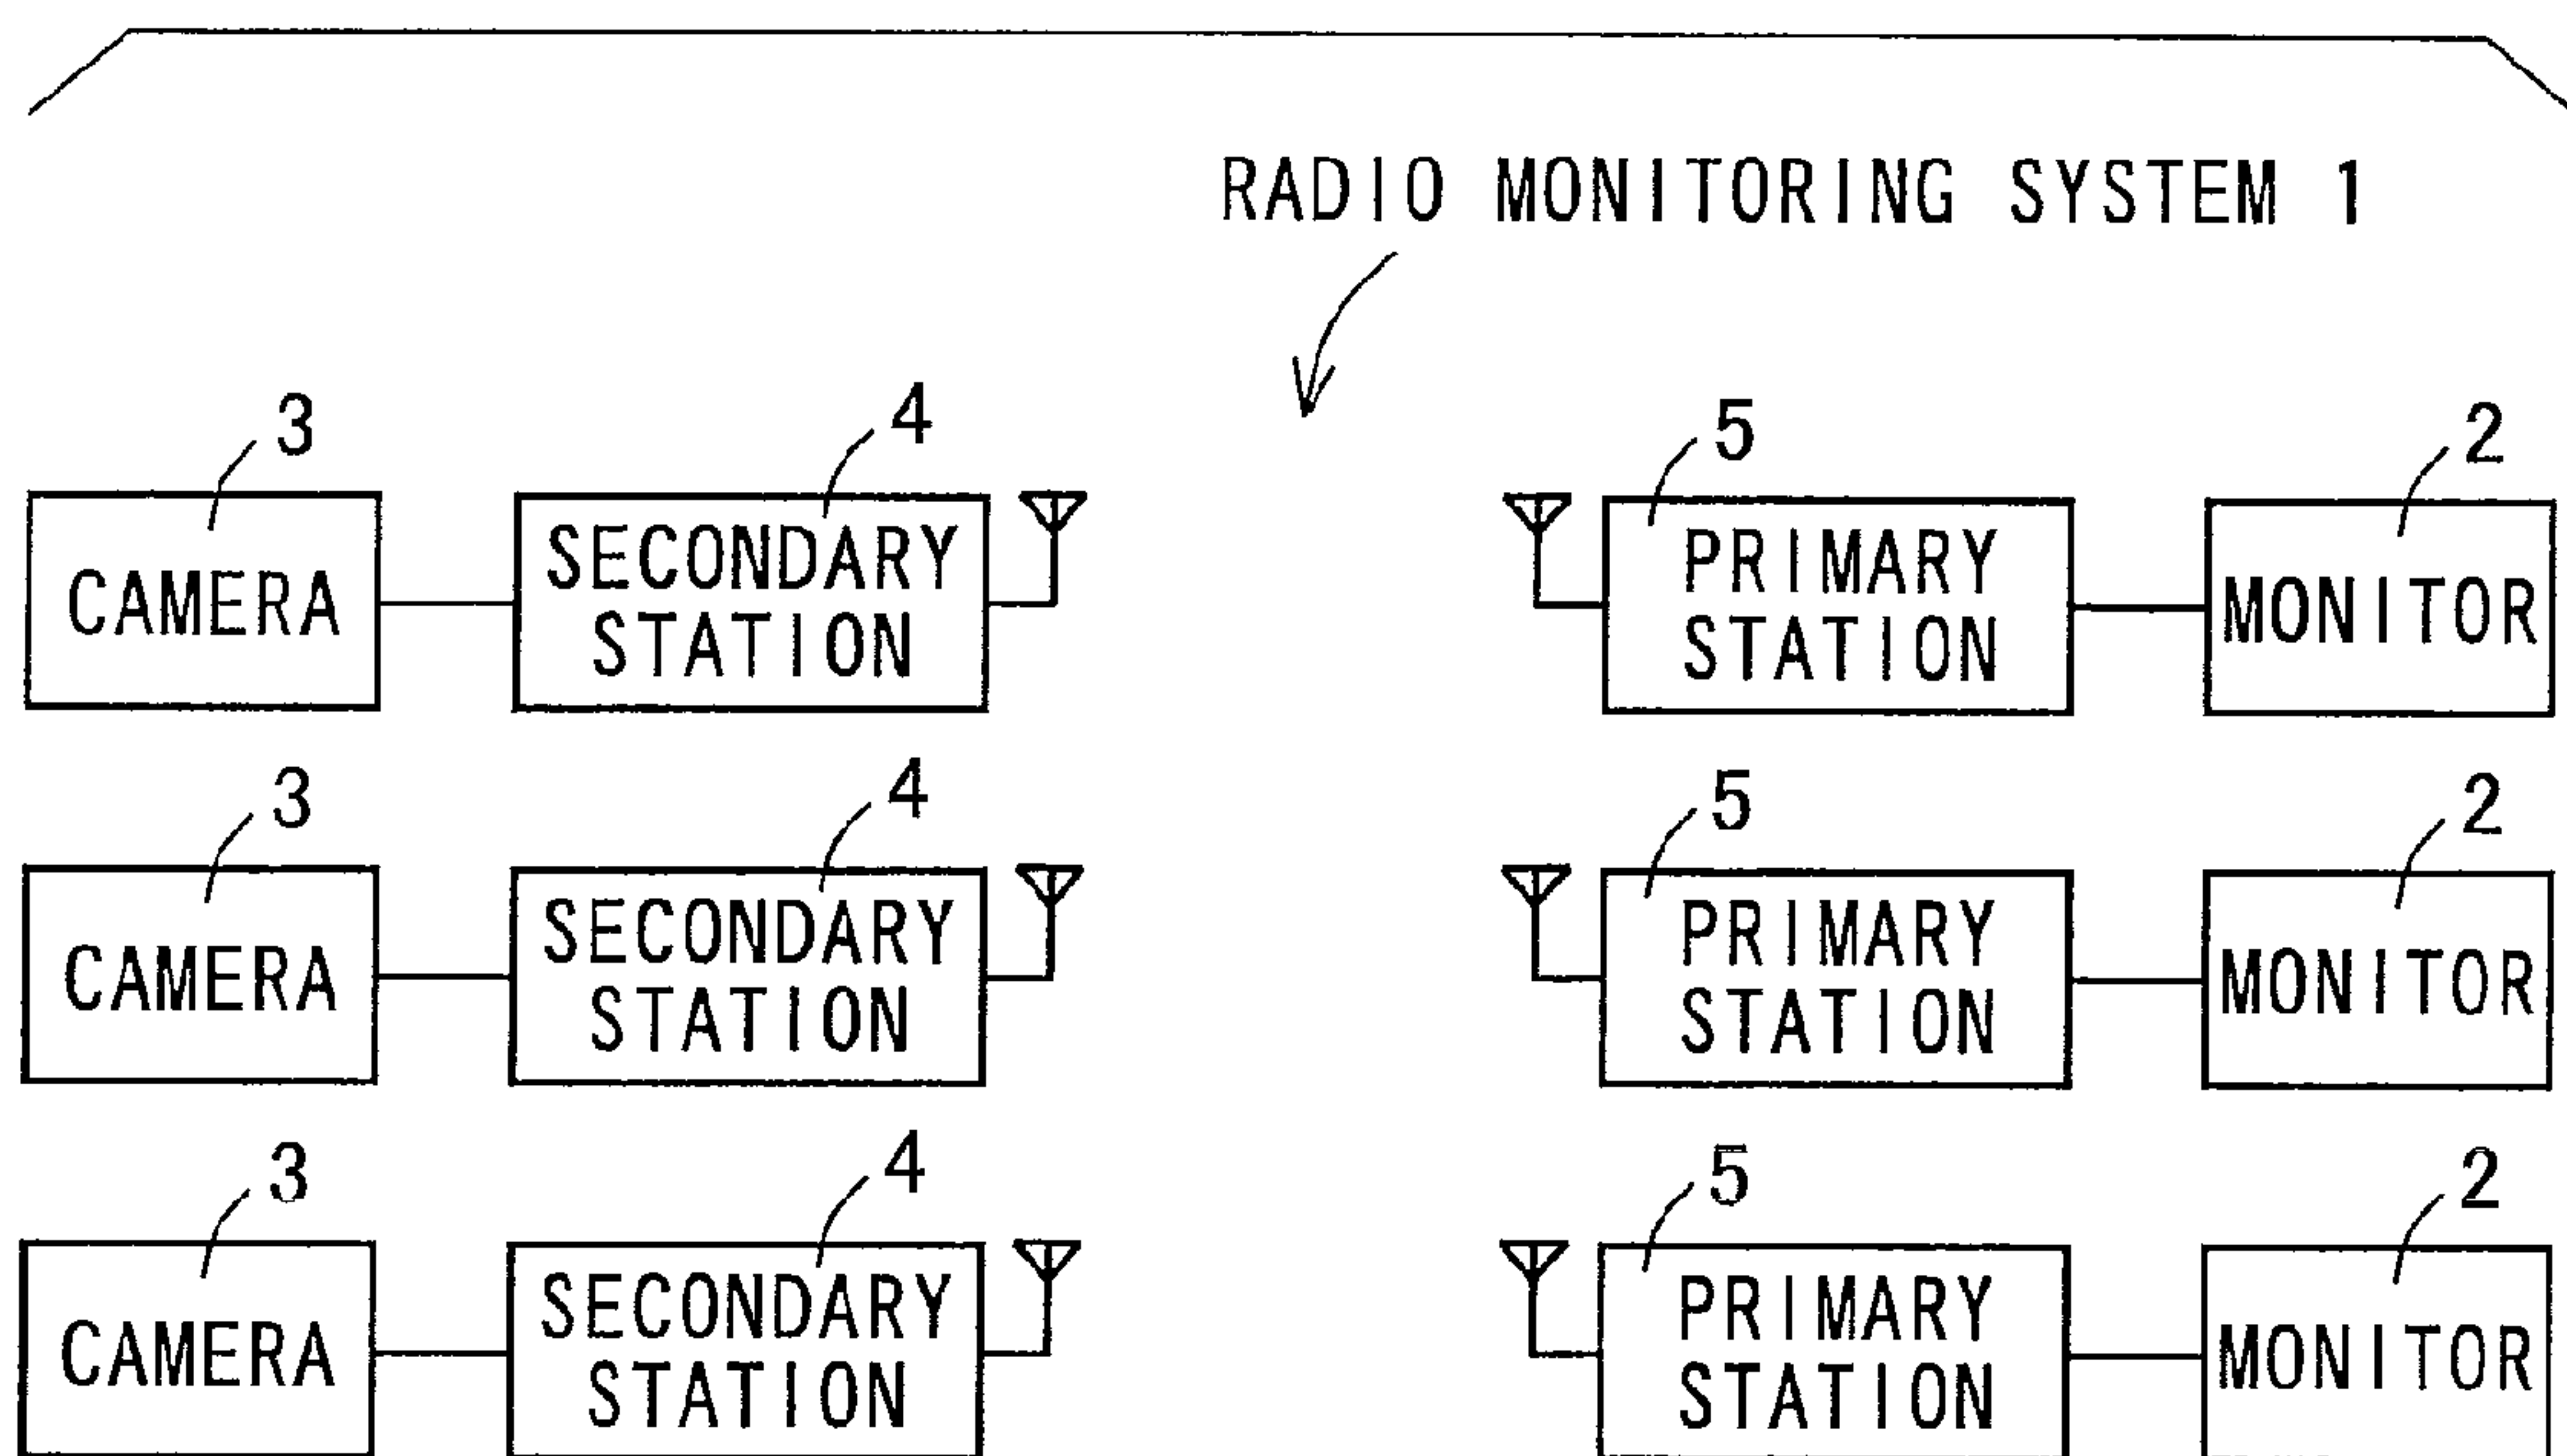 RADIO MONITORING SYSTEM 1
3 4 5 2
CAMERA SECONDARY STATION PRIMARY STATION MONITOR
3 4 5 2
CAMERA SECONDARY STATION PRIMARY STATION MONITOR
3 4 5 2
CAMERA SECONDARY STATION PRIMARY STATION MONITOR